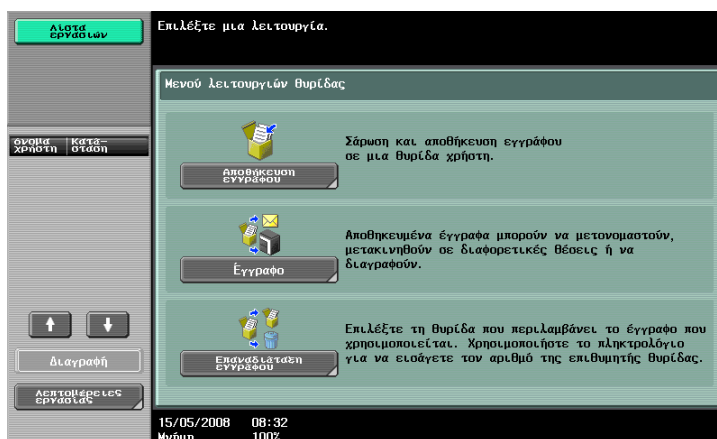 Λίστα
εργασιών
Επιλέξτε μια λειτουργία.
Μενού λειτουργιών θυρίδας
όνομα
χρήστη
Κατά-
σταση
Σάρωση και αποθήκευση εγγράφου
σε μια θυρίδα χρήστη.
Αποθήκευση
εγγράφου
Αποθηκευμένα έγγραφα μπορούν να μετονομαστούν,
μετακινηθούν σε διαφορετικές θέσεις ή να
διαγραφούν.
Έγγραφο
Επιλέξτε τη θυρίδα που περιλαμβάνει το έγγραφο που
χρησιμοποιείται. Χρησιμοποιήστε το πληκτρολόγιο
για να εισάγετε τον αριθμό της επιθυμητής θυρίδας.
Επαναδιάταξη
εγγράφου
Διαγραφή
Λεπτομέρειες
εργασίας
15/05/2008 08:32
Μνήμη 100%